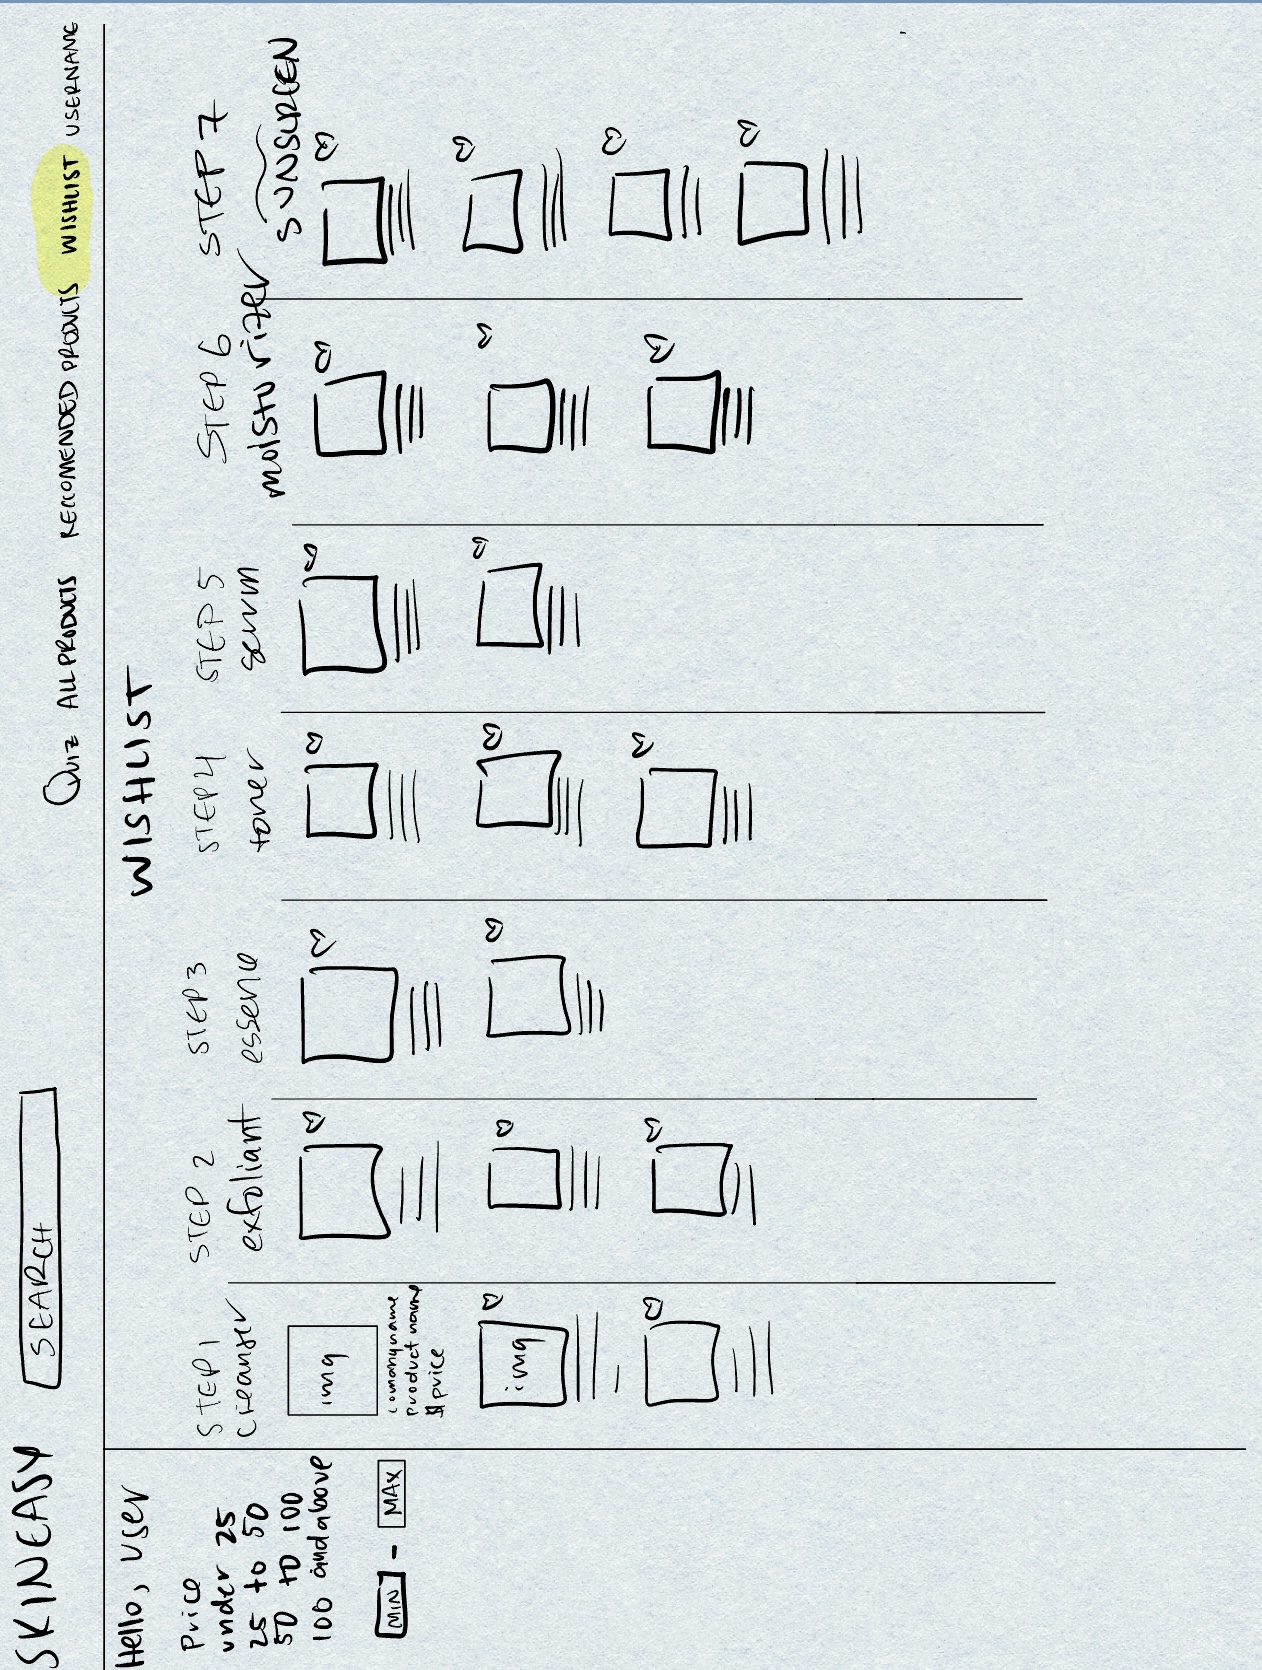 SKINEASY
SEARCH
Quiz ALL PRODUCTS RECCOMENDED PRODUCTS WISHLIST USERNAME
Hello, user
Price
under 25
25 to 50
50 to 100
100 and above
MIN - MAX
WISHLIST
STEP 1
cleanser
img
comanyname
product name
$ price
img
STEP 2
exfoliant
STEP 3
essence
STEP 4
toner
STEP 5
serum
STEP 6
moisturizer
STEP 7
SUNSCREEN